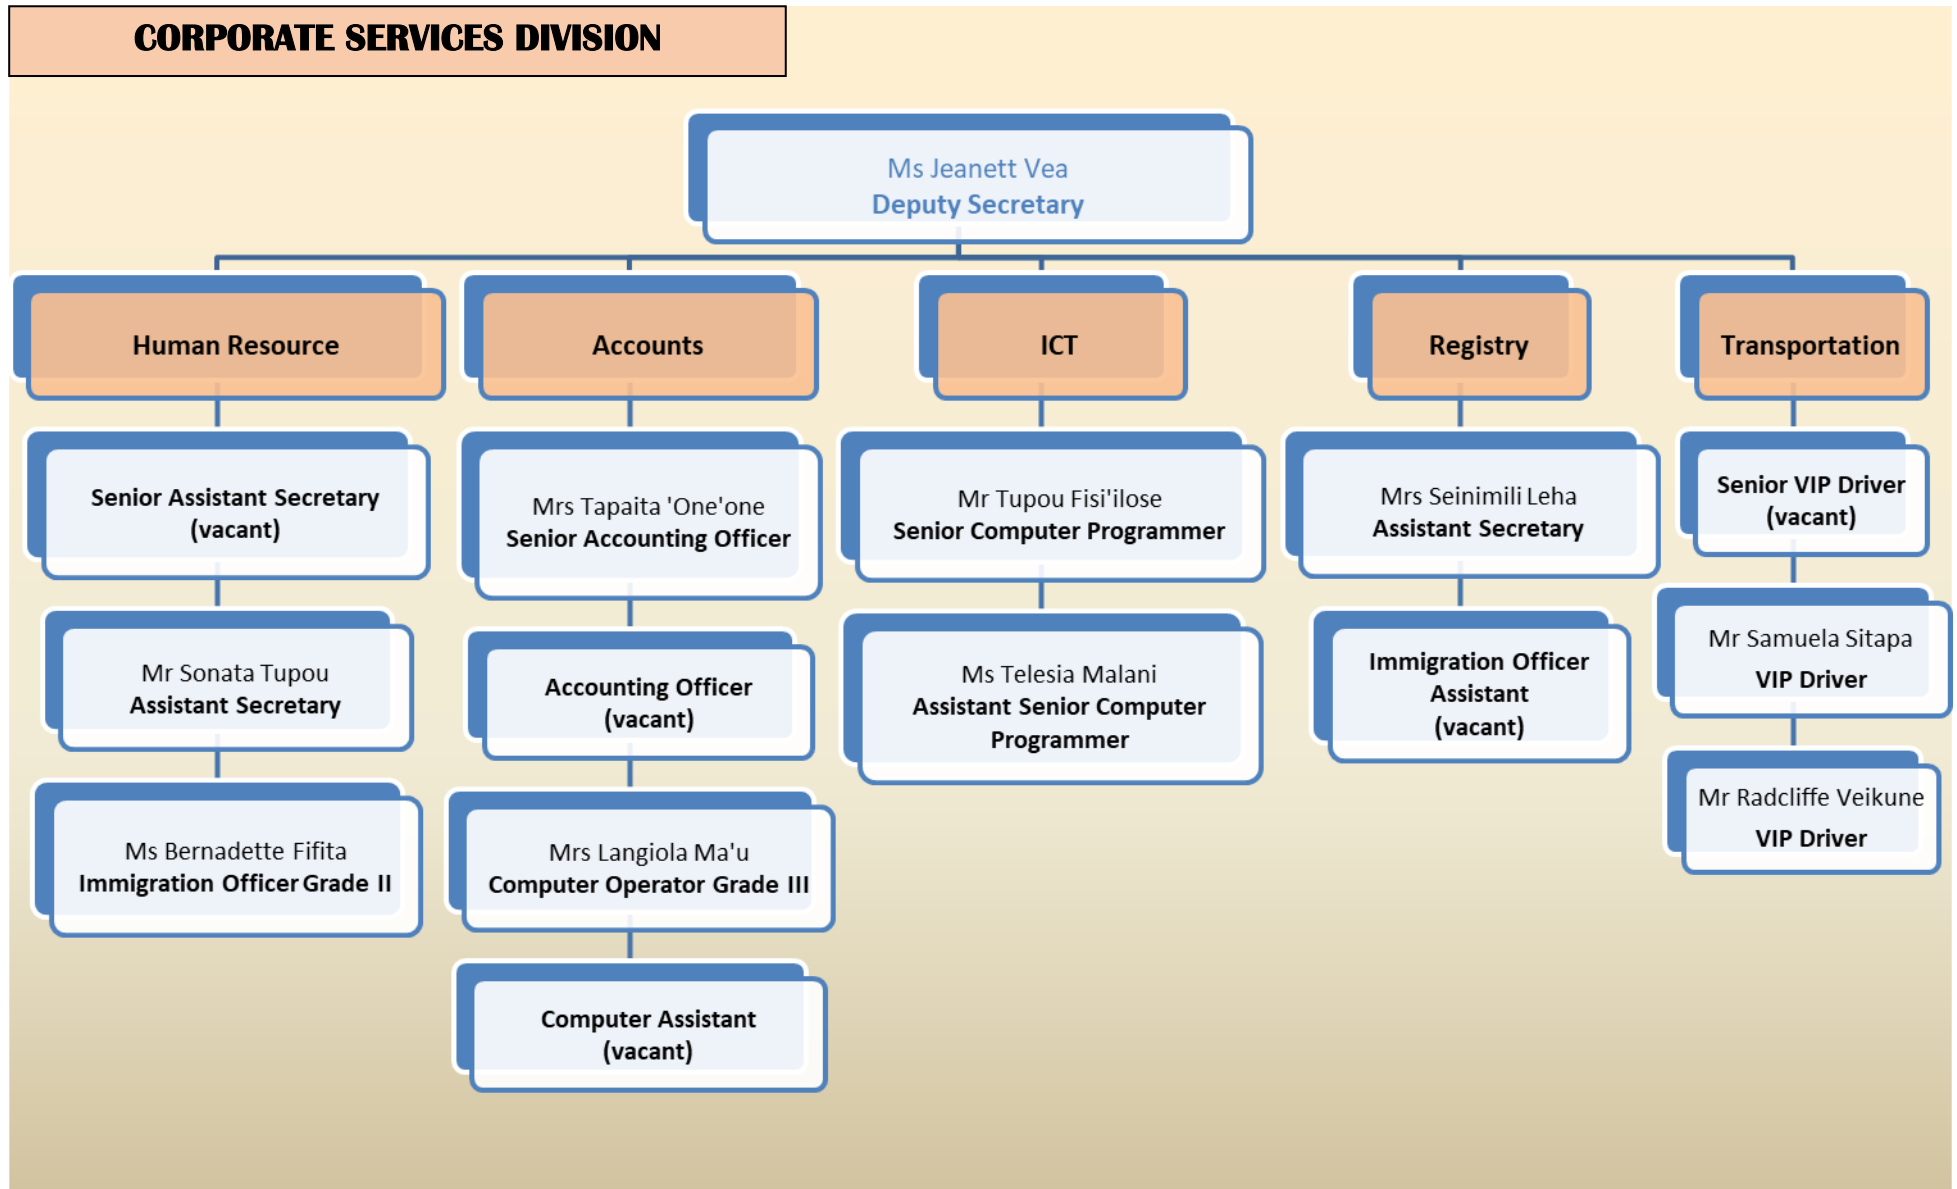 CORPORATE SERVICES DIVISION
Ms Jeanett Vea
Deputy Secretary
Human Resource
Accounts
ICT
Registry
Transportation
Senior Assistant Secretary
(vacant)
Mr Sonata Tupou
Assistant Secretary
Ms Bernadette Fifita
Immigration Officer Grade II
Mrs Tapaita 'One'one
Senior Accounting Officer
Accounting Officer
(vacant)
Mrs Langiola Ma'u
Computer Operator Grade III
Computer Assistant
(vacant)
Mr Tupou Fisi'ilose
Senior Computer Programmer
Ms Telesia Malani
Assistant Senior Computer
Programmer
Mrs Seinimili Leha
Assistant Secretary
Immigration Officer
Assistant
(vacant)
Senior VIP Driver
(vacant)
Mr Samuela Sitapa
VIP Driver
Mr Radcliffe Veikune
VIP Driver